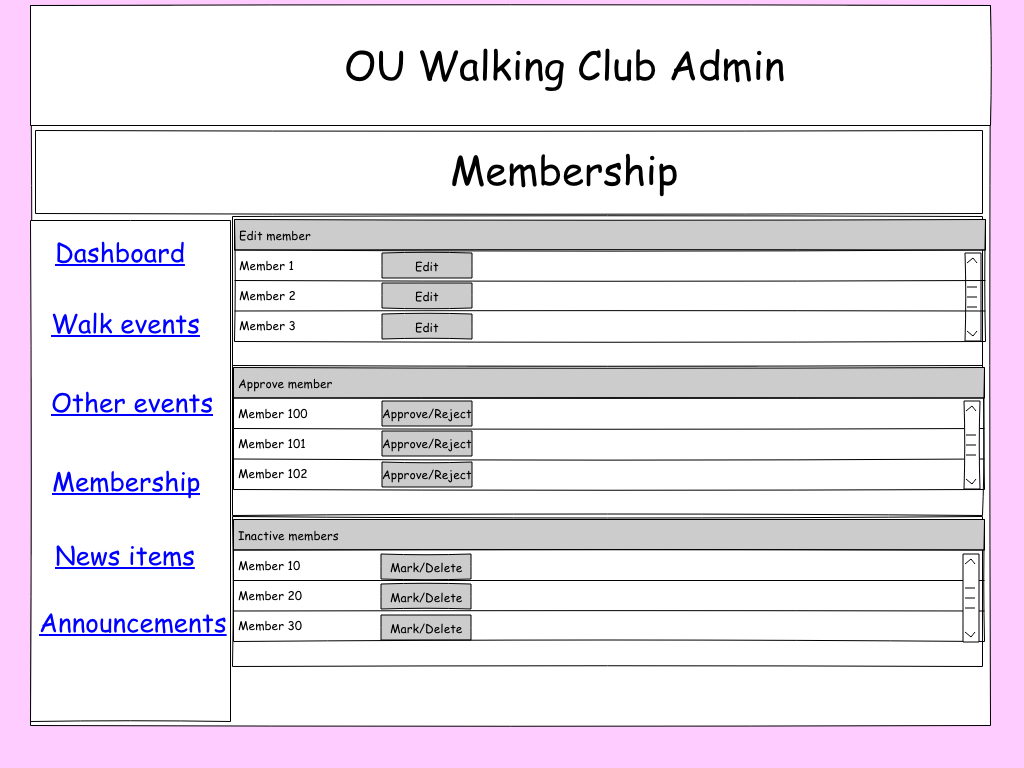 OU Walking Club Admin
Membership
Dashboard
Walk events
Other events
Membership
News items
Announcements
Edit member
Member 1 Edit
Member 2 Edit
Member 3 Edit
Approve member
Member 100 Approve/Reject
Member 101 Approve/Reject
Member 102 Approve/Reject
Inactive members
Member 10 Mark/Delete
Member 20 Mark/Delete
Member 30 Mark/Delete